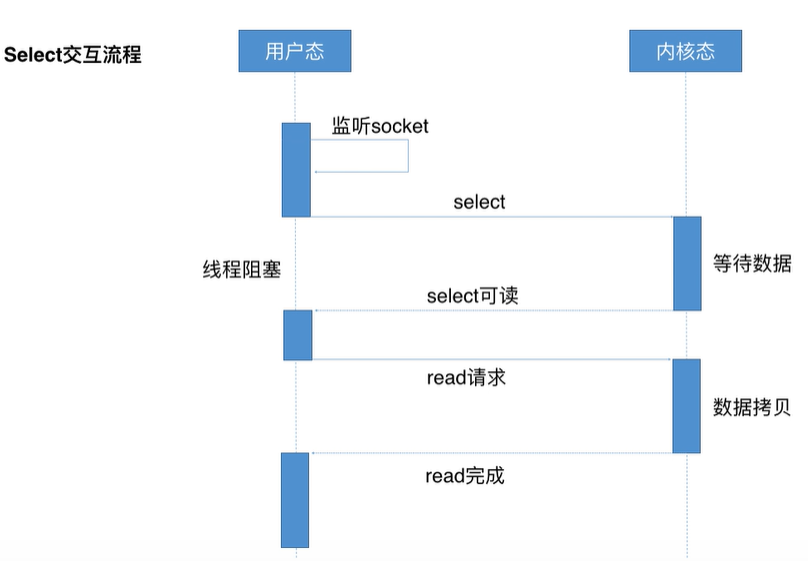 Select交互流程
用户态
内核态
监听socket
select
线程阻塞
等待数据
select可读
read请求
数据拷贝
read完成